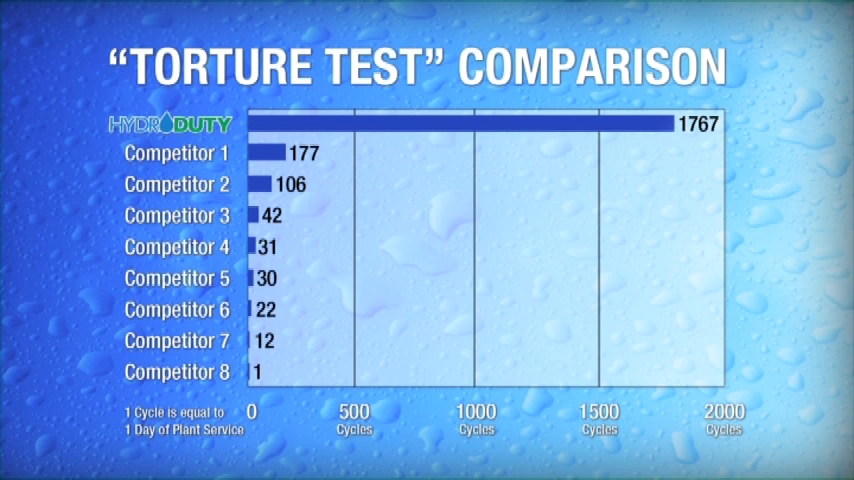 “TORTURE TEST” COMPARISON
HYDRODUTY 1767
Competitor 1 177
Competitor 2 106
Competitor 3 42
Competitor 4 31
Competitor 5 30
Competitor 6 22
Competitor 7 12
Competitor 8 1
0 500 1000 1500 2000
Cycles Cycles Cycles Cycles
1 Cycle is equal to
1 Day of Plant Service